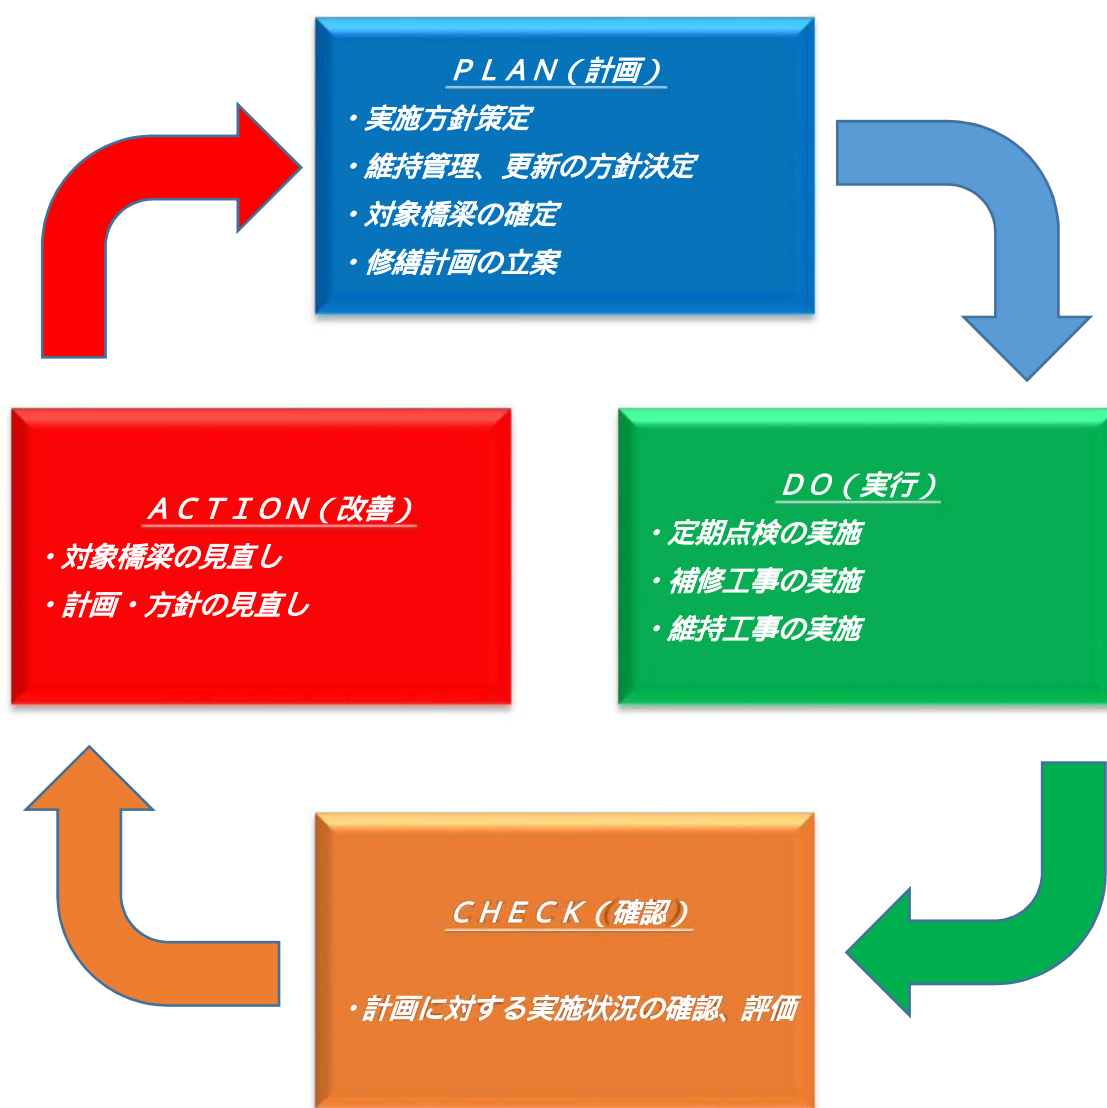 ＰＬＡＮ（計画）
・実施方針策定
・維持管理、更新の方針決定
・対象橋梁の確定
・修繕計画の立案
ＤＯ（実行）
・定期点検の実施
・補修工事の実施
・維持工事の実施
ＣＨＥＣＫ（確認）
・計画に対する実施状況の確認、評価
ＡＣＴＩＯＮ（改善）
・対象橋梁の見直し
・計画・方針の見直し